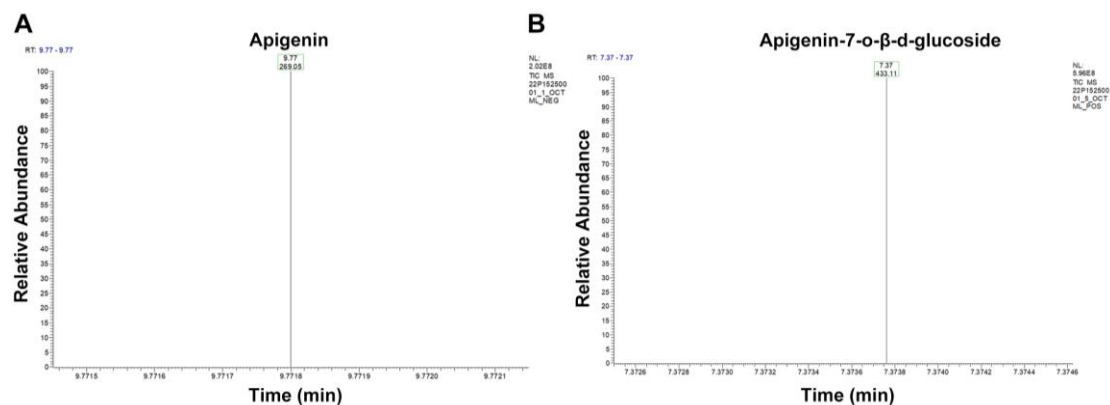 A
Apigenin
RT: 9.77 - 9.77
9.77
269.05
NL:
2.02E8
TIC MS
22P152500
01_1_OCT
ML_NEG
100
95
90
85
80
75
70
65
60
55
50
45
40
35
30
25
20
15
10
5
0
Relative Abundance
9.7715
9.7716
9.7717
9.7718
9.7719
9.7720
9.7721
Time (min)
B
Apigenin-7-o-β-d-glucoside
RT: 7.37 - 7.37
7.37
433.11
NL:
5.96E8
TIC MS
22P152500
01_5_OCT
ML_POS
100
95
90
85
80
75
70
65
60
55
50
45
40
35
30
25
20
15
10
5
0
Relative Abundance
7.3726
7.3728
7.3730
7.3732
7.3734
7.3736
7.3738
7.3740
7.3742
7.3744
7.3746
Time (min)